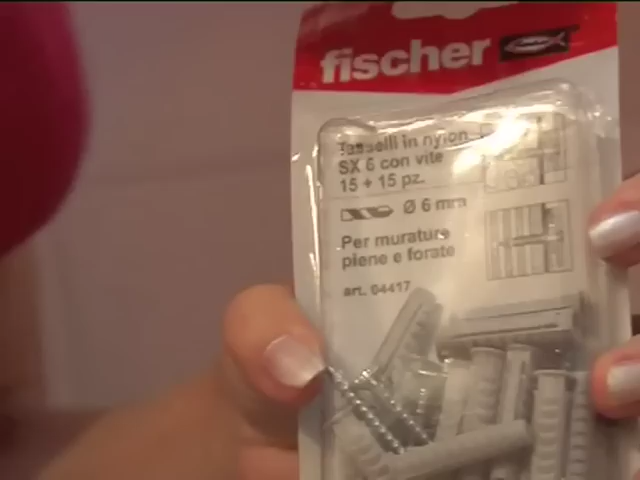 fischer
Tasselli in nylon
SX 6 con vite
15 + 15 pz.
Ø 6 mm
Per murature
piene e forate
art. 04417